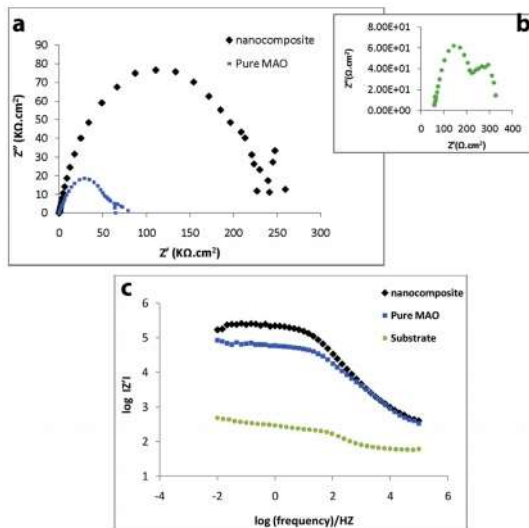 a
nanocomposite
Pure MAO
Z" (KΩ.cm²)
90
80
70
60
50
40
30
20
10
0
0 50 100 150 200 250 300
Z' (KΩ.cm²)
b
Z"(Ω.cm²)
8.00E+01
6.00E+01
4.00E+01
2.00E+01
0.00E+00
0 100 200 300 400
Z'(Ω.cm²)
c
nanocomposite
Pure MAO
Substrate
log IZ'I
6
5
4
3
2
1
-4 -2 0 2 4 6
log (frequency)/HZ